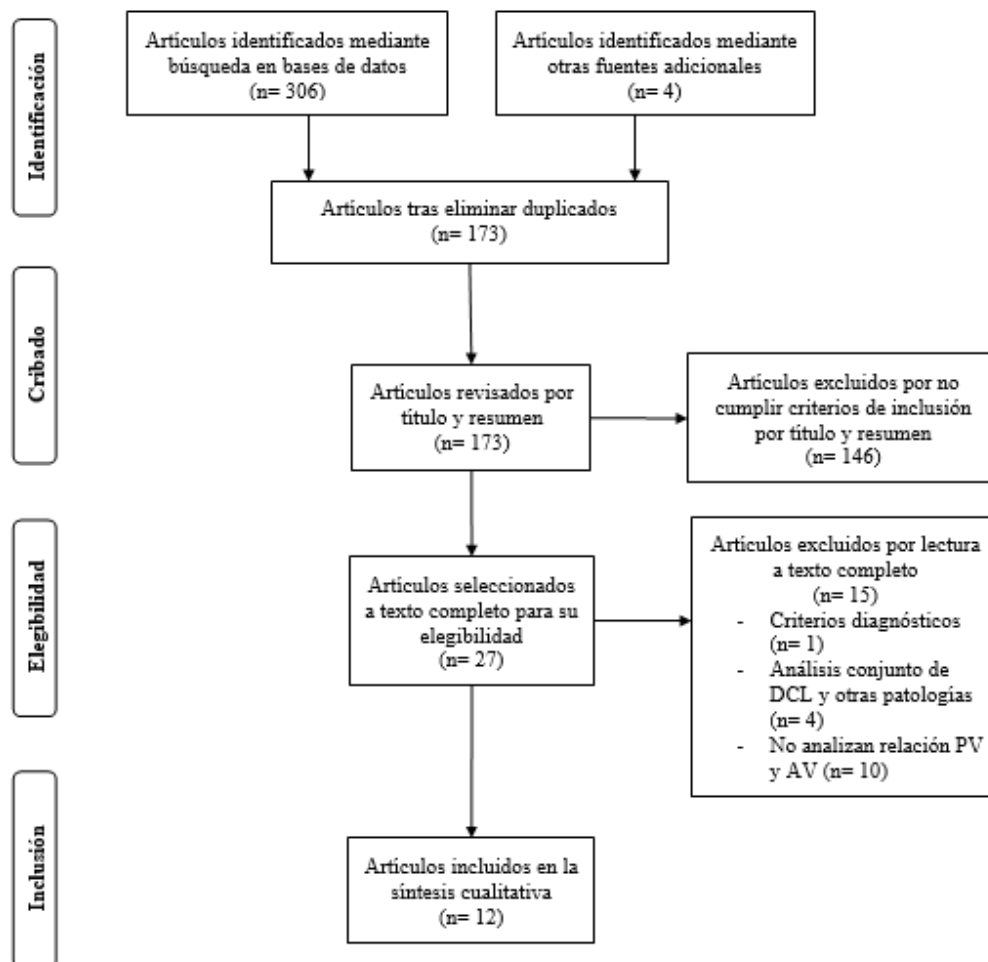 Identificación
Artículos identificados mediante
búsqueda en bases de datos
(n= 306)
Artículos identificados mediante
otras fuentes adicionales
(n= 4)
Artículos tras eliminar duplicados
(n= 173)
Cribado
Artículos revisados por
título y resumen
(n= 173)
Artículos excluidos por no
cumplir criterios de inclusión
por título y resumen
(n= 146)
Elegibilidad
Artículos seleccionados
a texto completo para su
elegibilidad
(n= 27)
Artículos excluidos por lectura
a texto completo
(n= 15)
- Criterios diagnósticos
(n= 1)
- Análisis conjunto de
DCL y otras patologías
(n= 4)
- No analizan relación PV
y AV (n= 10)
Inclusión
Artículos incluidos en la
síntesis cualitativa
(n= 12)